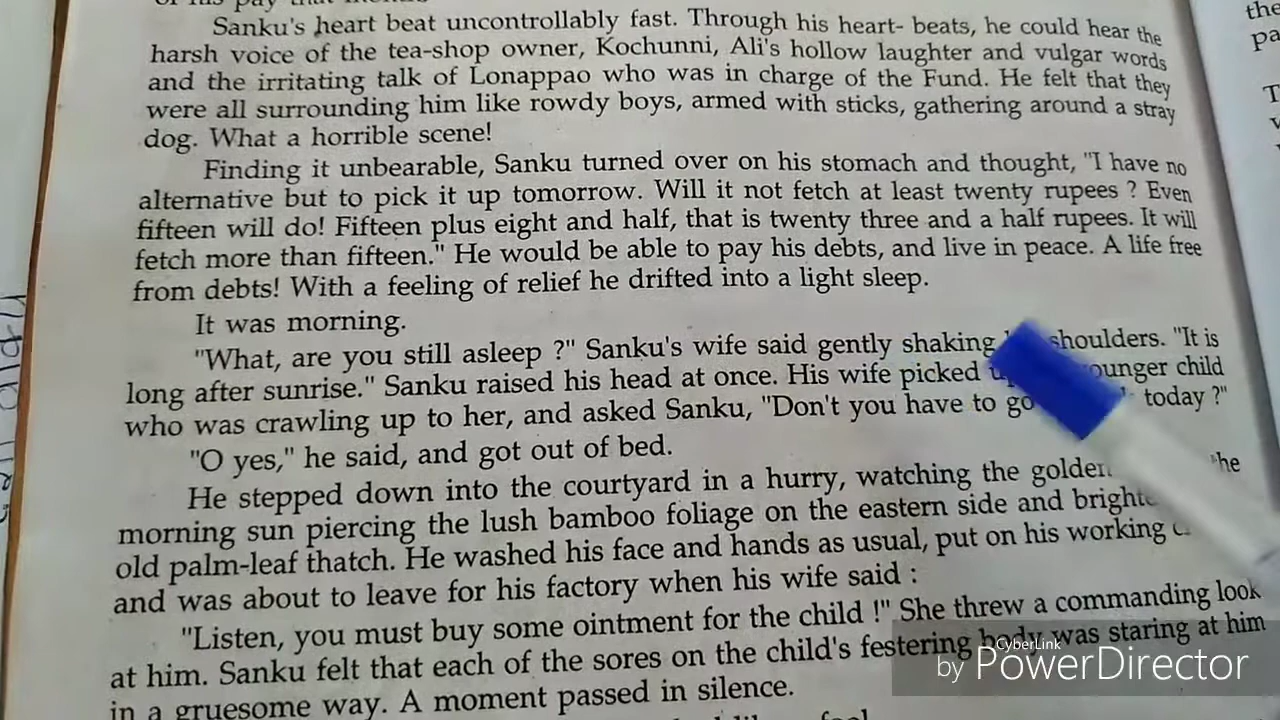 Sanku's heart beat uncontrollably fast. Through his heart- beats, he could hear the
harsh voice of the tea-shop owner, Kochunni, Ali's hollow laughter and vulgar words
and the irritating talk of Lonappao who was in charge of the Fund. He felt that they
were all surrounding him like rowdy boys, armed with sticks, gathering around a stray
dog. What a horrible scene!
Finding it unbearable, Sanku turned over on his stomach and thought, "I have no
alternative but to pick it up tomorrow. Will it not fetch at least twenty rupees ? Even
fifteen will do! Fifteen plus eight and half, that is twenty three and a half rupees. It will
fetch more than fifteen." He would be able to pay his debts, and live in peace. A life free
from debts! With a feeling of relief he drifted into a light sleep.
It was morning.
"What, are you still asleep ?" Sanku's wife said gently shaking shoulders. "It is
long after sunrise." Sanku raised his head at once. His wife picked child
who was crawling up to her, and asked Sanku, "Don't you have to go today ?"
"O yes," he said, and got out of bed.
He stepped down into the courtyard in a hurry, watching the
morning sun piercing the lush bamboo foliage on the eastern side and
old palm-leaf thatch. He washed his face and hands as usual, put on his working
and was about to leave for his factory when his wife said :
"Listen, you must buy some ointment for the child !" She threw a commanding look
at him. Sanku felt that each of the sores on the child's festering body was staring at him
in a gruesome way. A moment passed in silence.
the
pa
CyberLink
by PowerDirector